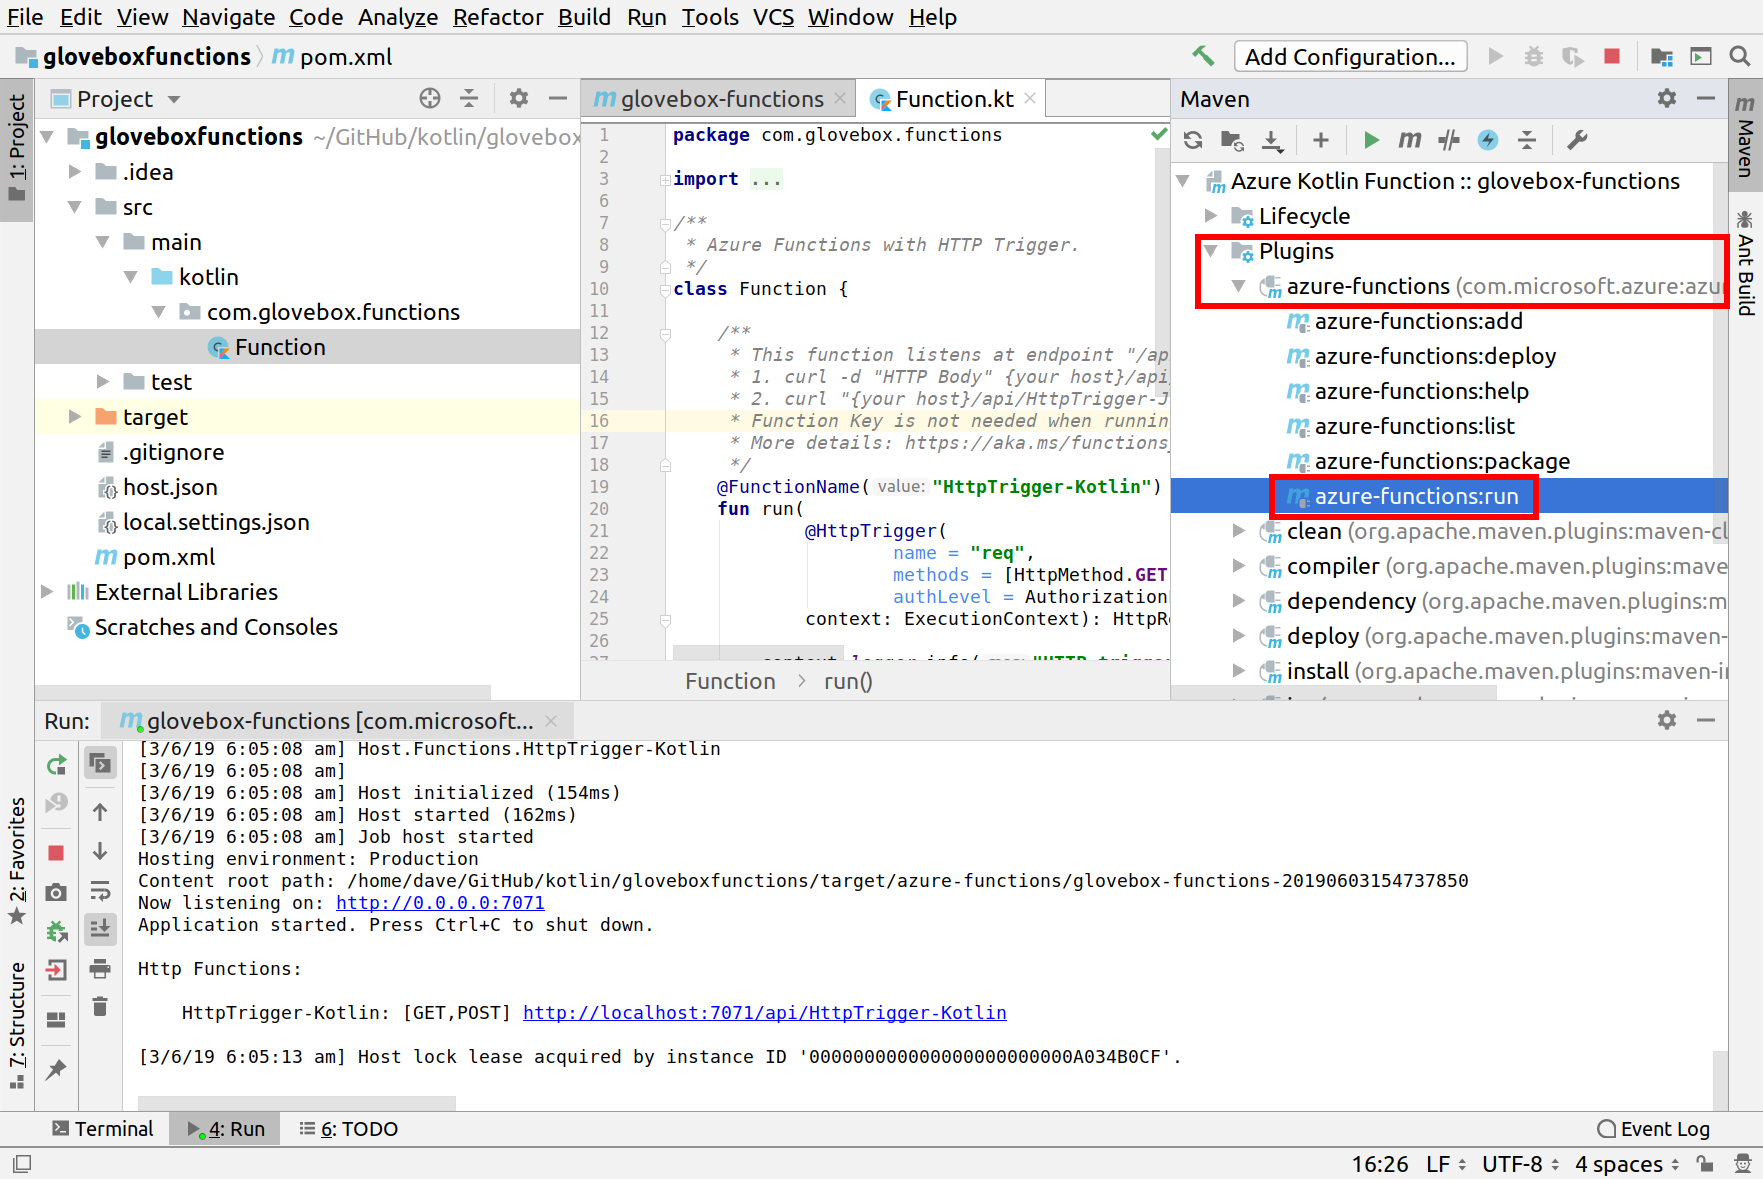 File Edit View Navigate Code Analyze Refactor Build Run Tools VCS Window Help
gloveboxfunctions pom.xml
Add Configuration...
1: Project
2: Favorites
7: Structure
Project
gloveboxfunctions ~/GitHub/kotlin/glovebox
.idea
src
main
kotlin
com.glovebox.functions
Function
test
target
.gitignore
host.json
local.settings.json
pom.xml
External Libraries
Scratches and Consoles
glovebox-functions
Function.kt
1 package com.glovebox.functions
2
3 import ...
6
7 /**
8 * Azure Functions with HTTP Trigger.
9 */
10 class Function {
11
12 /**
13 * This function listens at endpoint "/ap
14 * 1. curl -d "HTTP Body" {your host}/api
15 * 2. curl "{your host}/api/HttpTrigger-J
16 * Function Key is not needed when runnin
17 * More details: https://aka.ms/functions
18 */
19 @FunctionName( value: "HttpTrigger-Kotlin")
20 fun run(
21 @HttpTrigger(
22 name = "req",
23 methods = [HttpMethod.GET
24 authLevel = Authorization
25 context: ExecutionContext): HttpRe
26
27 context.logger.info( "HTTP trigge
Function > run()
Maven
Azure Kotlin Function :: glovebox-functions
Lifecycle
Plugins
azure-functions (com.microsoft.azure:azu
azure-functions:add
azure-functions:deploy
azure-functions:help
azure-functions:list
azure-functions:package
azure-functions:run
clean (org.apache.maven.plugins:maven-cl
compiler (org.apache.maven.plugins:mave
dependency (org.apache.maven.plugins:m
deploy (org.apache.maven.plugins:maven-
install (org.apache.maven.plugins:maven-i
Maven
Ant Build
Run: glovebox-functions [com.microsoft...
[3/6/19 6:05:08 am] Host.Functions.HttpTrigger-Kotlin
[3/6/19 6:05:08 am]
[3/6/19 6:05:08 am] Host initialized (154ms)
[3/6/19 6:05:08 am] Host started (162ms)
[3/6/19 6:05:08 am] Job host started
Hosting environment: Production
Content root path: /home/dave/GitHub/kotlin/gloveboxfunctions/target/azure-functions/glovebox-functions-20190603154737850
Now listening on: http://0.0.0.0:7071
Application started. Press Ctrl+C to shut down.
Http Functions:
HttpTrigger-Kotlin: [GET,POST] http://localhost:7071/api/HttpTrigger-Kotlin
[3/6/19 6:05:13 am] Host lock lease acquired by instance ID '000000000000000000000000A034B0CF'.
Terminal
4: Run
6: TODO
Event Log
16:26 LF UTF-8 4 spaces